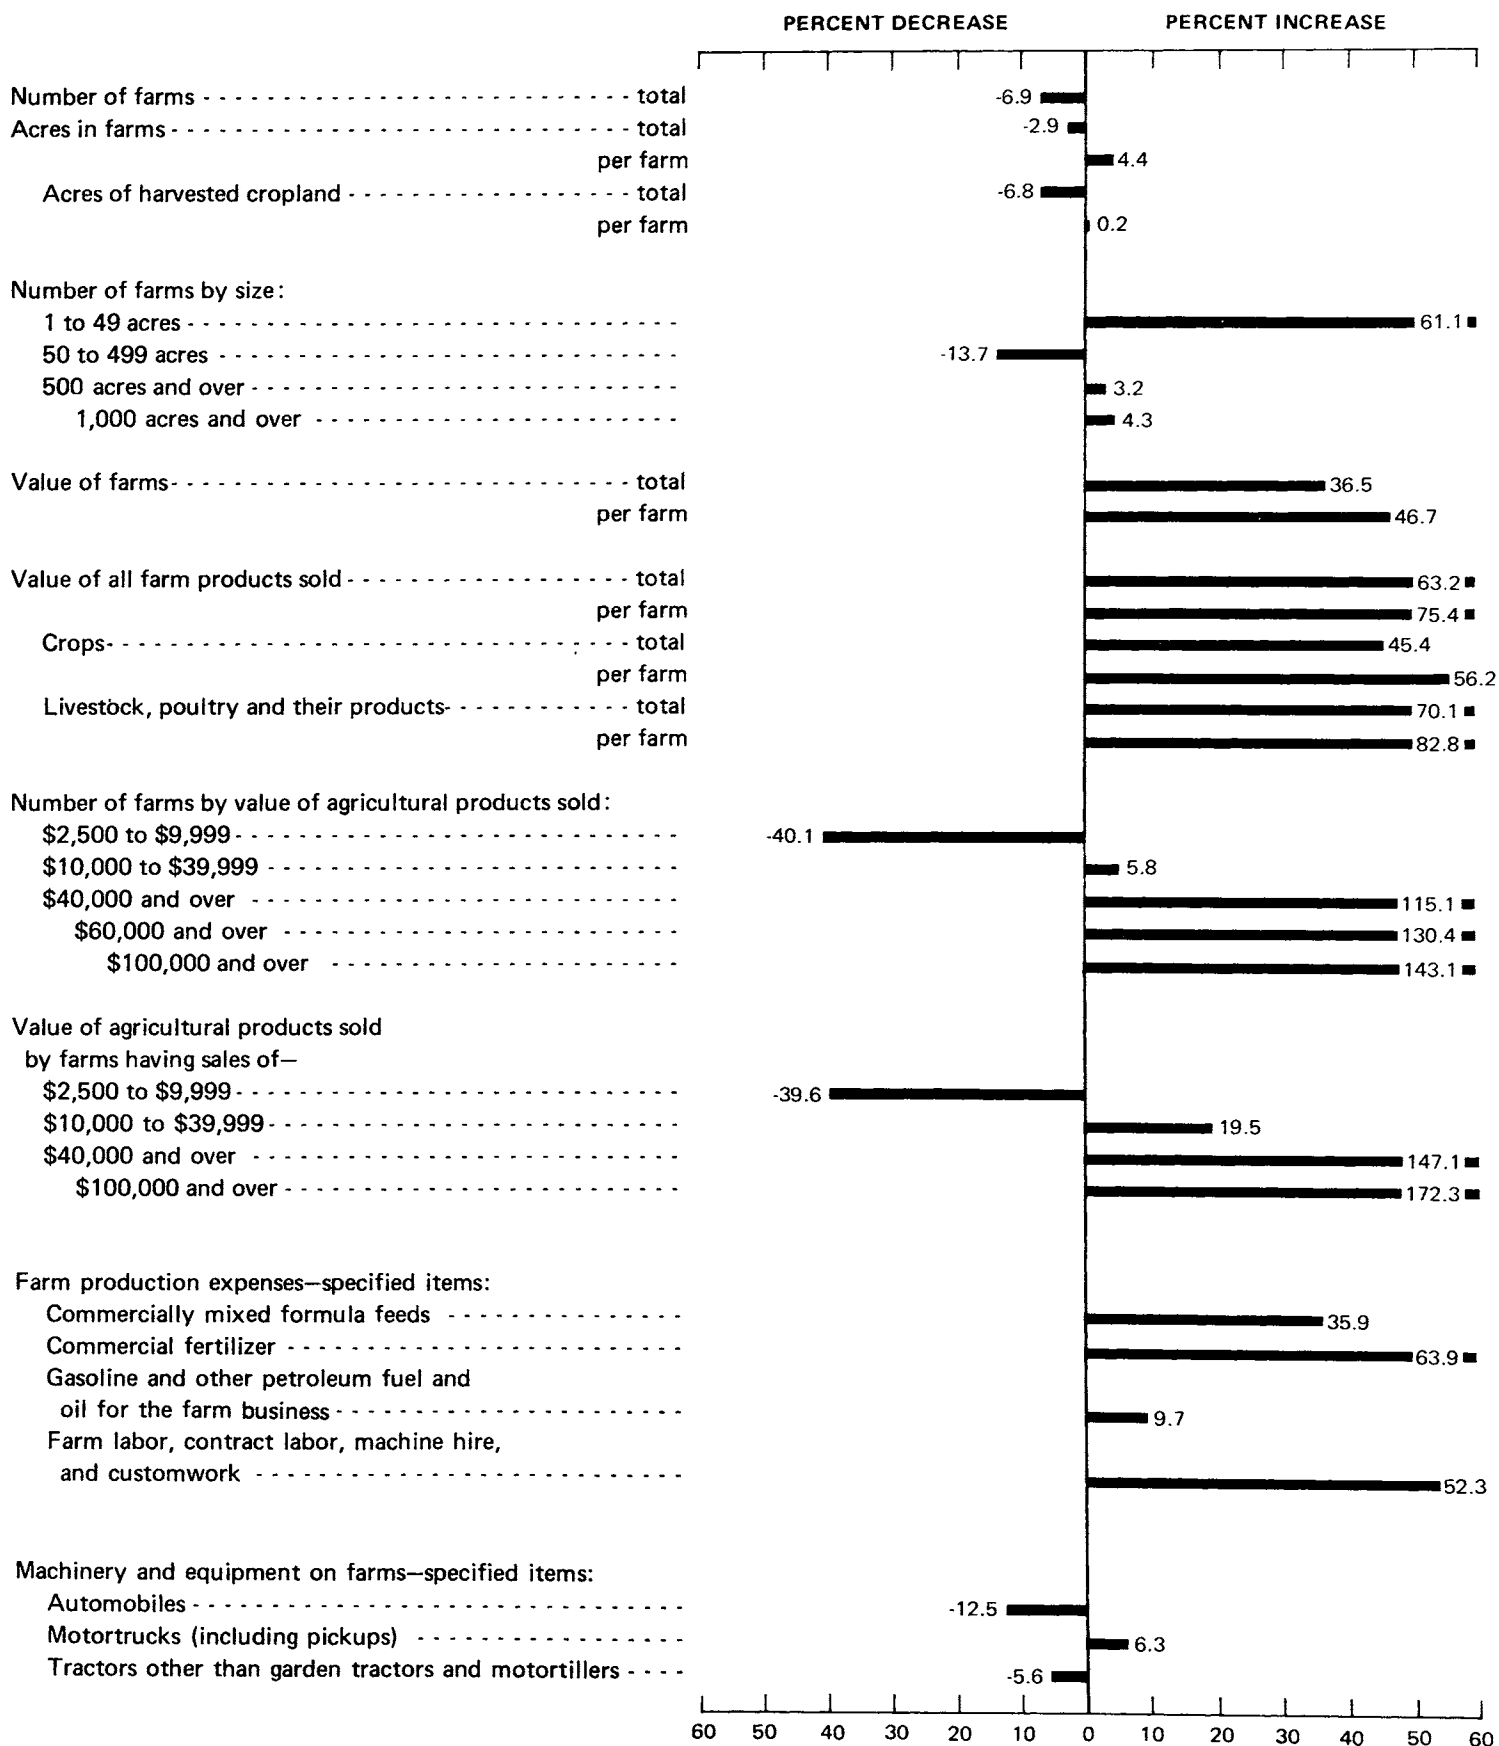 PERCENT DECREASE PERCENT INCREASE
Number of farms total -6.9
Acres in farms total -2.9
per farm 4.4
Acres of harvested cropland total -6.8
per farm 0.2
Number of farms by size:
1 to 49 acres 61.1
50 to 499 acres -13.7
500 acres and over 3.2
1,000 acres and over 4.3
Value of farms total 36.5
per farm 46.7
Value of all farm products sold total 63.2
per farm 75.4
Crops total 45.4
per farm 56.2
Livestock, poultry and their products total 70.1
per farm 82.8
Number of farms by value of agricultural products sold:
$2,500 to $9,999 -40.1
$10,000 to $39,999 5.8
$40,000 and over 115.1
$60,000 and over 130.4
$100,000 and over 143.1
Value of agricultural products sold
by farms having sales of—
$2,500 to $9,999 -39.6
$10,000 to $39,999 19.5
$40,000 and over 147.1
$100,000 and over 172.3
Farm production expenses—specified items:
Commercially mixed formula feeds 35.9
Commercial fertilizer 63.9
Gasoline and other petroleum fuel and
oil for the farm business 9.7
Farm labor, contract labor, machine hire,
and customwork 52.3
Machinery and equipment on farms—specified items:
Automobiles -12.5
Motortrucks (including pickups) 6.3
Tractors other than garden tractors and motortillers -5.6
60 50 40 30 20 10 0 10 20 30 40 50 60